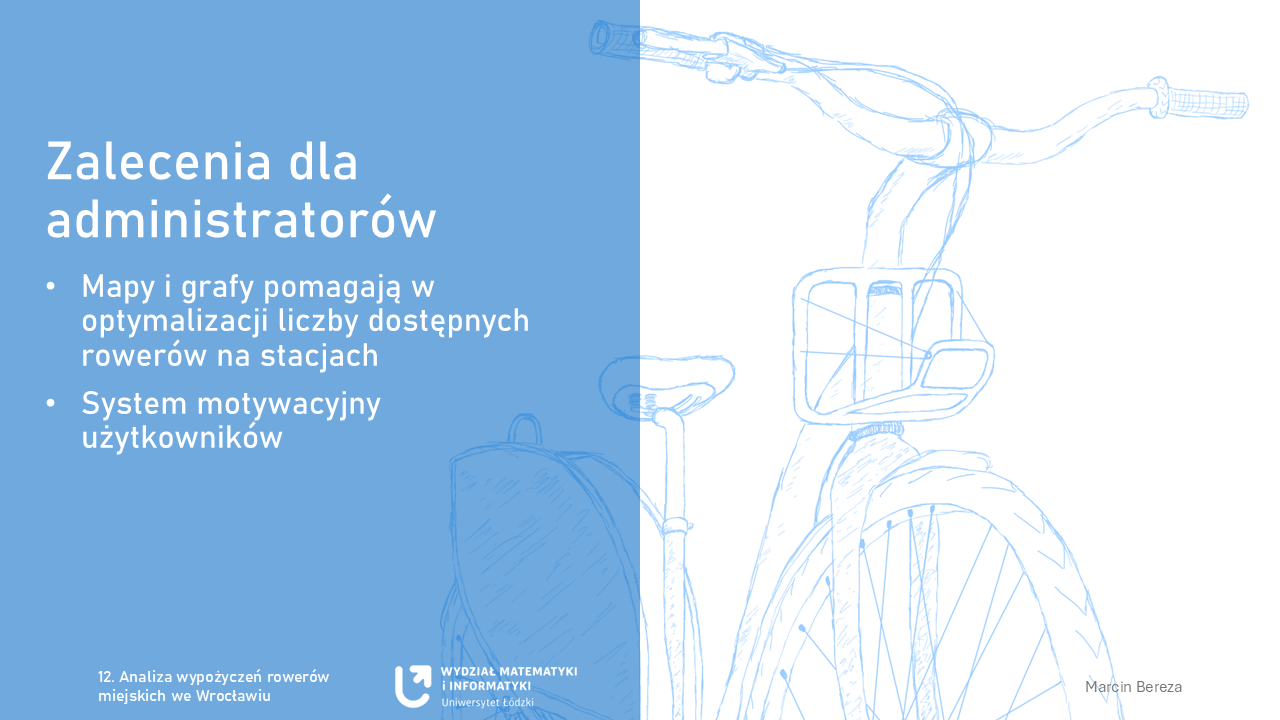 Zalecenia dla
administratorów
• Mapy i grafy pomagają w
optymalizacji liczby dostępnych
rowerów na stacjach
• System motywacyjny
użytkowników
12. Analiza wypożyczeń rowerów
miejskich we Wrocławiu
WYDZIAŁ MATEMATYKI
i INFORMATYKI
Uniwersytet Łódzki
Marcin Bereza